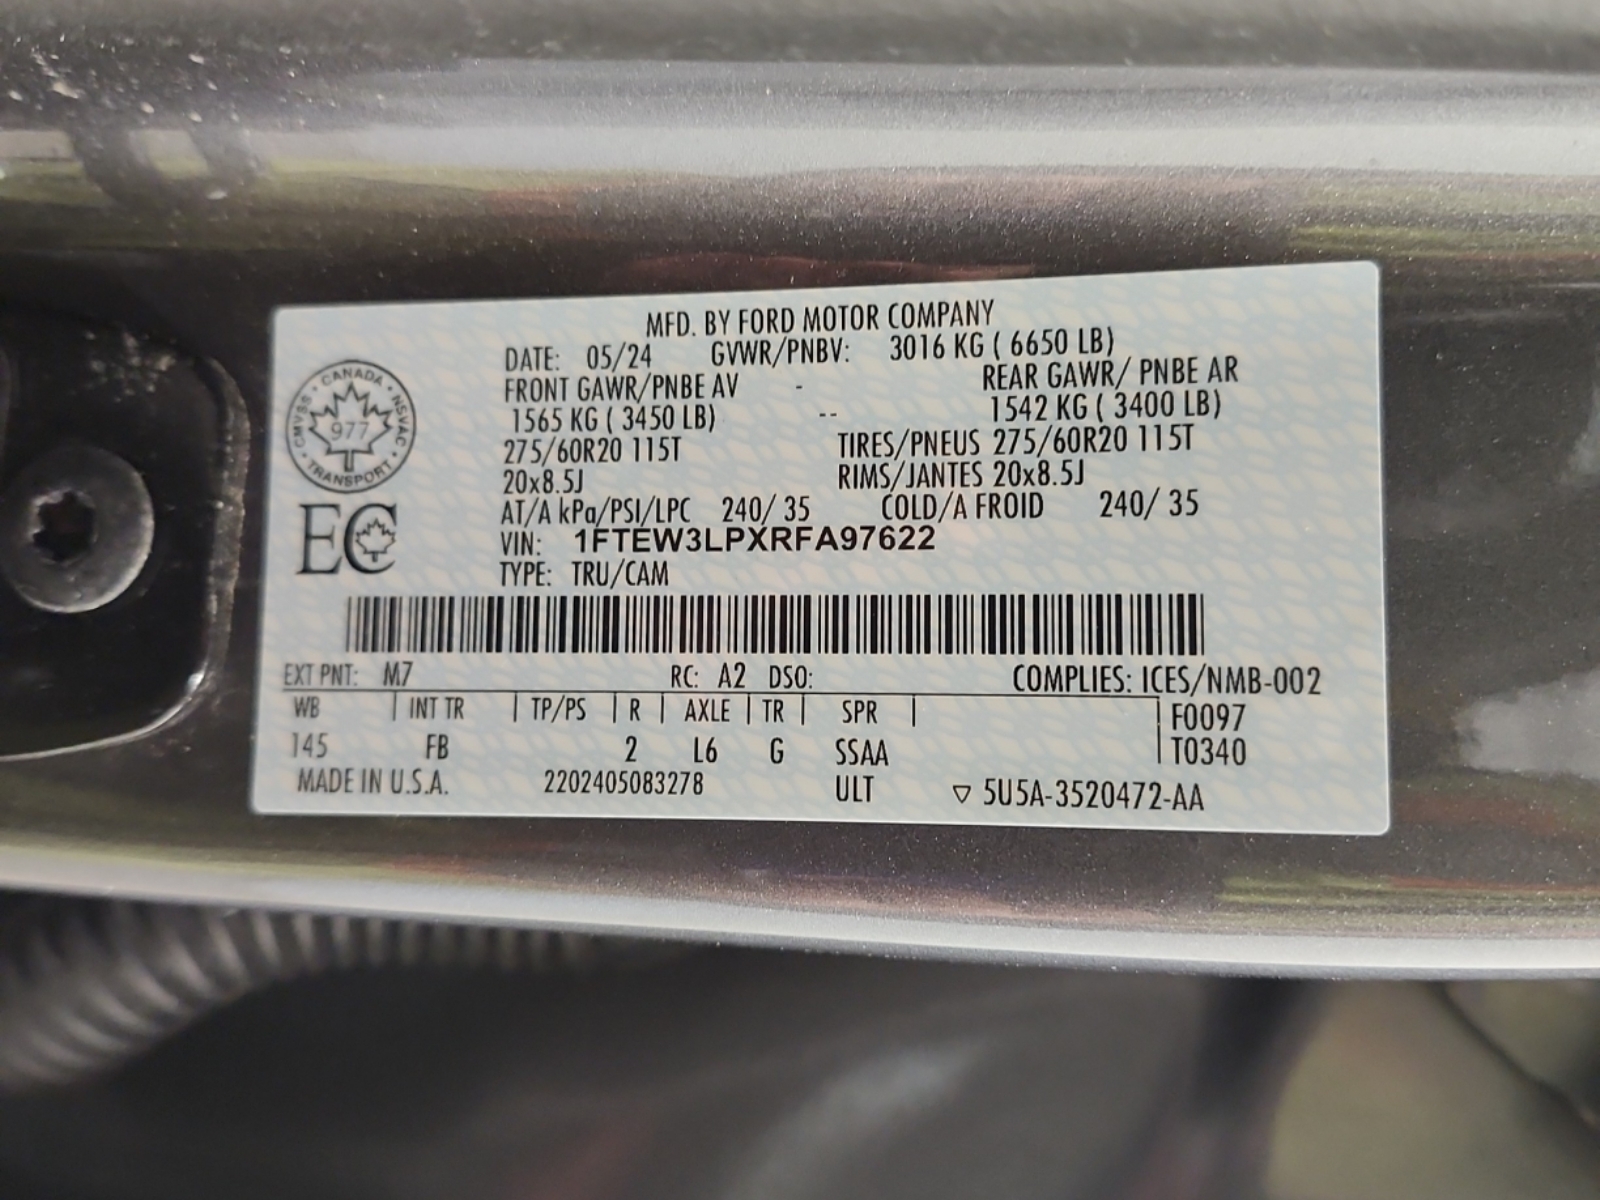 MFD. BY FORD MOTOR COMPANY
DATE: 05/24 GVWR/PNBV: 3016 KG ( 6650 LB)
FRONT GAWR/PNBE AV - REAR GAWR/ PNBE AR
1565 KG ( 3450 LB) -- 1542 KG ( 3400 LB)
275/60R20 115T TIRES/PNEUS 275/60R20 115T
20x8.5J RIMS/JANTES 20x8.5J
AT/A kPa/PSI/LPC 240/ 35 COLD/A FROID 240/ 35
VIN: 1FTEW3LPXRFA97622
TYPE: TRU/CAM
CANADA
CMVSS • NSVAC
977
TRANSPORT
EC
EXT PNT: M7 RC: A2 DSO: COMPLIES: ICES/NMB-002
WB | INT TR | TP/PS | R | AXLE | TR | SPR | F0097
145 FB 2 L6 G SSAA T0340
MADE IN U.S.A. 2202405083278 ULT ▽ 5U5A-3520472-AA